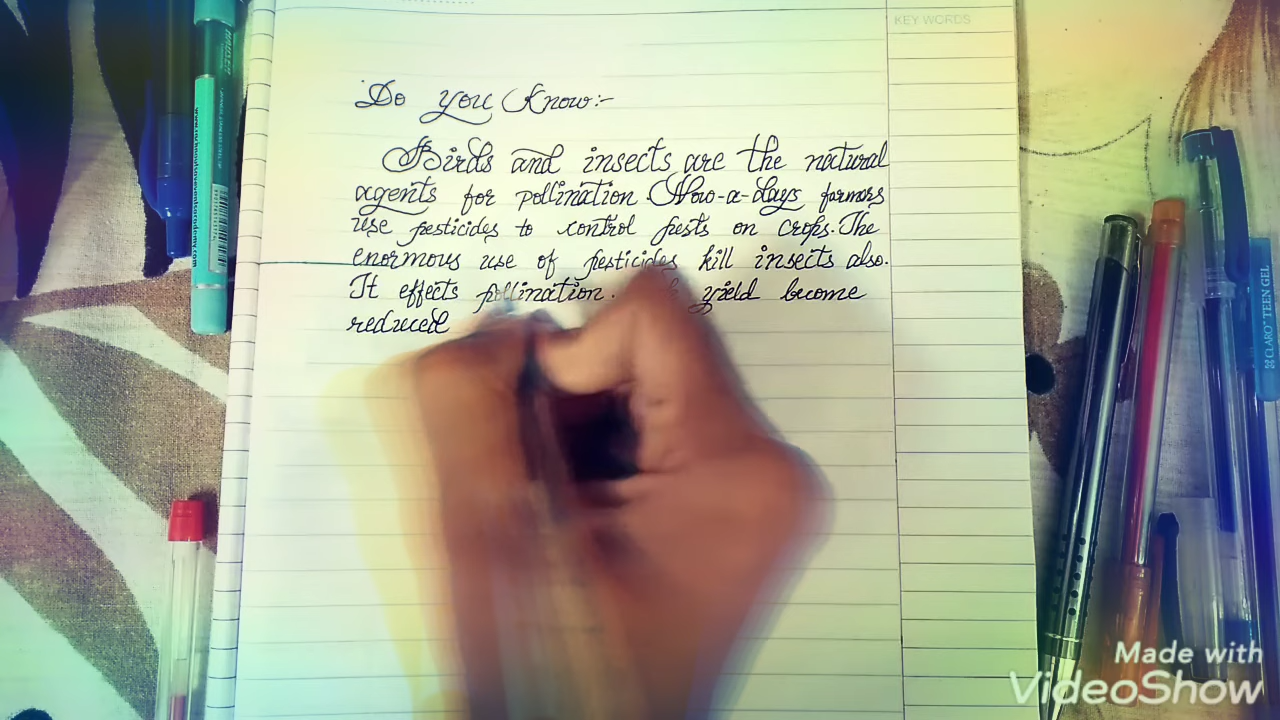 KEY WORDS
Do you Know:-
Birds and insects are the natural
agents for pollination. Now-a-days farmers
use pesticides to control pests on crops. The
enormous use of pesticides kill insects also.
It effects pollination. yield become
reduced
CLARO TEEN GEL
Made with
VideoShow